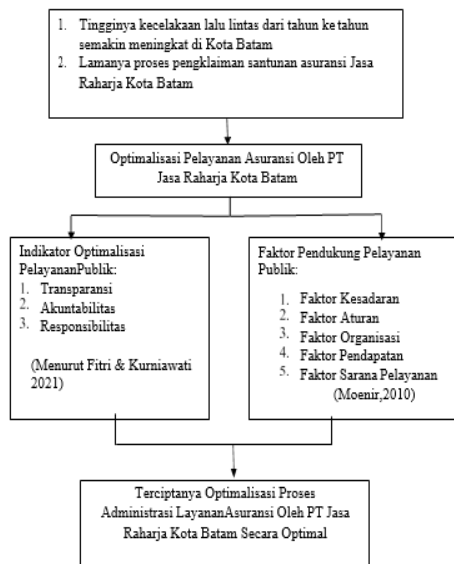 1. Tingginya kecelakaan lalu lintas dari tahun ke tahun
semakin meningkat di Kota Batam
2. Lamanya proses pengklaiman santunan asuransi Jasa
Raharja Kota Batam
Optimalisasi Pelayanan Asuransi Oleh PT
Jasa Raharja Kota Batam
Indikator Optimalisasi
PelayananPublik:
1. Transparansi
2. Akuntabilitas
3. Responsibilitas
(Menurut Fitri & Kurniawati
2021)
Faktor Pendukung Pelayanan
Publik:
1. Faktor Kesadaran
2. Faktor Aturan
3. Faktor Organisasi
4. Faktor Pendapatan
5. Faktor Sarana Pelayanan
(Moenir,2010)
Terciptanya Optimalisasi Proses
Administrasi LayananAsuransi Oleh PT Jasa
Raharja Kota Batam Secara Optimal